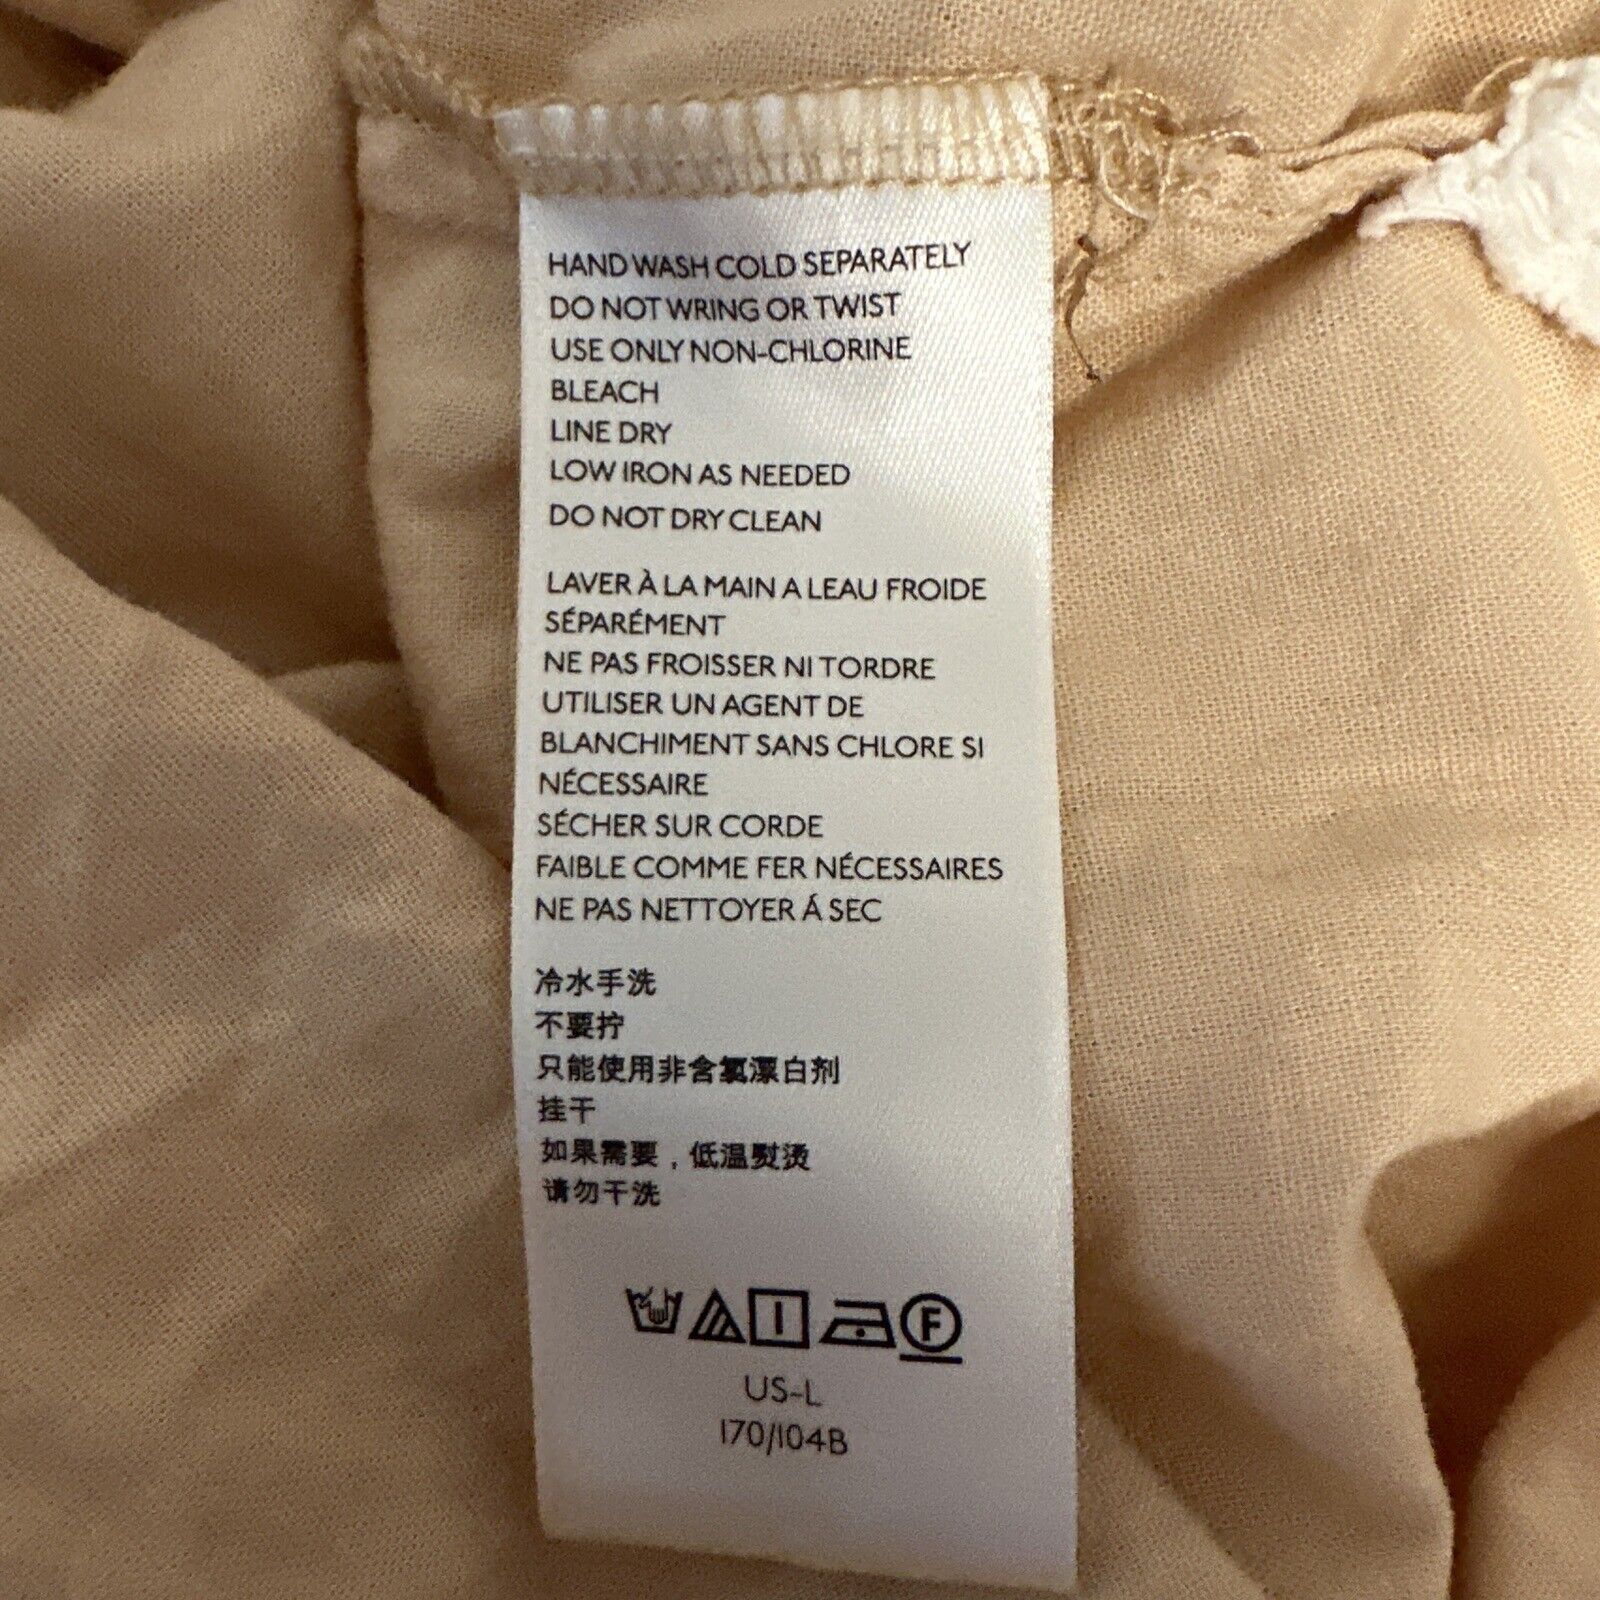 HAND WASH COLD SEPARATELY
DO NOT WRING OR TWIST
USE ONLY NON-CHLORINE
BLEACH
LINE DRY
LOW IRON AS NEEDED
DO NOT DRY CLEAN
LAVER À LA MAIN A LEAU FROIDE
SÉPARÉMENT
NE PAS FROISSER NI TORDRE
UTILISER UN AGENT DE
BLANCHIMENT SANS CHLORE SI
NÉCESSAIRE
SÉCHER SUR CORDE
FAIBLE COMME FER NÉCESSAIRES
NE PAS NETTOYER Á SEC
冷水手洗
不要拧
只能使用非含氯漂白剂
挂干
如果需要，低温熨烫
请勿干洗
F
US-L
170/104B